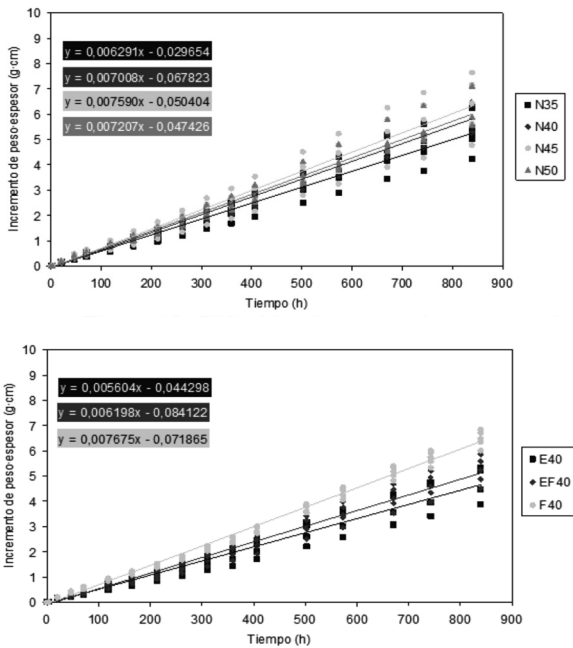 10
9
8
7
6
5
4
3
2
1
0
Incremento de peso·espesor (g·cm)
y = 0,006291x - 0,029654
y = 0,007008x - 0,067823
y = 0,007590x - 0,050404
y = 0,007207x - 0,047426
N35
N40
N45
N50
0 100 200 300 400 500 600 700 800 900
Tiempo (h)
10
9
8
7
6
5
4
3
2
1
0
Incremento de peso·espesor (g·cm)
y = 0,005604x - 0,044298
y = 0,006198x - 0,084122
y = 0,007675x - 0,071865
E40
EF40
F40
0 100 200 300 400 500 600 700 800 900
Tiempo (h)